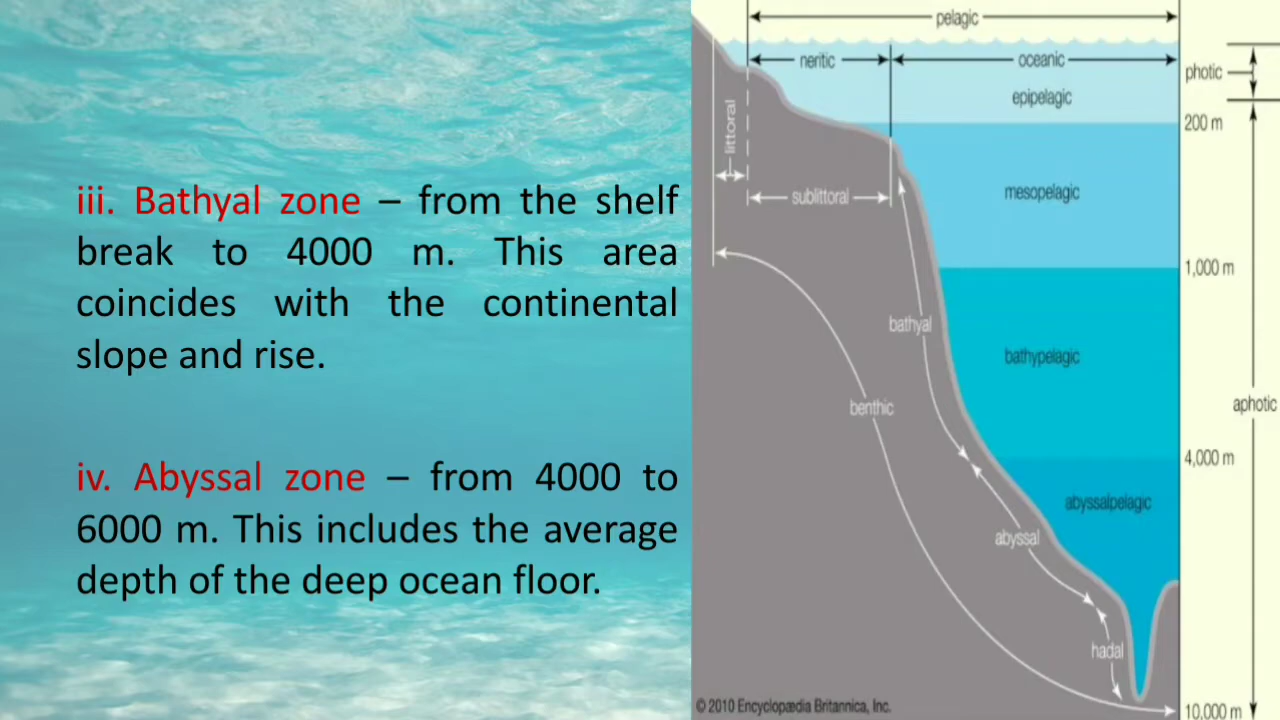 iii. Bathyal zone – from the shelf
break to 4000 m. This area
coincides with the continental
slope and rise.
iv. Abyssal zone – from 4000 to
6000 m. This includes the average
depth of the deep ocean floor.
pelagic
neritic
oceanic
photic
epipelagic
200 m
littoral
sublittoral
mesopelagic
1,000 m
bathyal
bathypelagic
benthic
aphotic
4,000 m
abyssalpelagic
abyssal
hadal
© 2010 Encyclopædia Britannica, Inc.
10,000 m